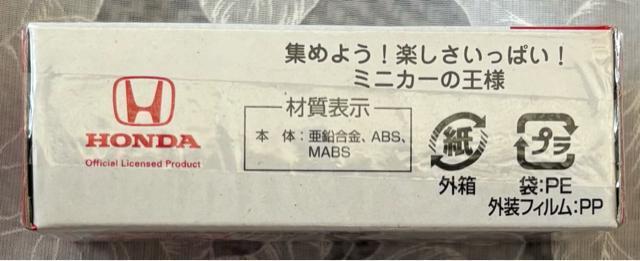 集めよう！楽しさいっぱい！
ミニカーの王様
HONDA
Official Licensed Product
材質表示
本　体：亜鉛合金、ABS、
MABS
紙
外箱
プラ
袋:PE
外装フィルム:PP